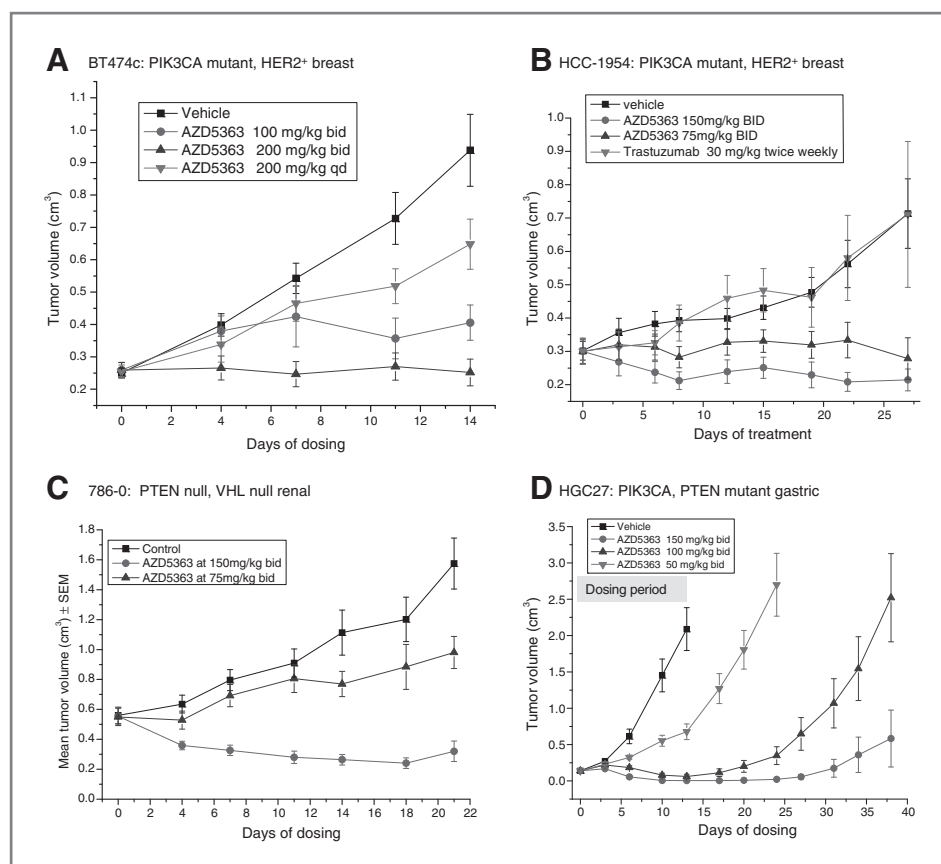 A BT474c: PIK3CA mutant, HER2+ breast
Vehicle
AZD5363 100 mg/kg bid
AZD5363 200 mg/kg bid
AZD5363 200 mg/kg qd
Tumor volume (cm³)
1.0
0.9
0.8
0.7
0.6
0.5
0.4
0.3
0.2
0 2 4 6 8 10 12 14
Days of dosing
B HCC-1954: PIK3CA mutant, HER2+ breast
vehicle
AZD5363 150mg/kg BID
AZD5363 75mg/kg BID
Trastuzumab 30 mg/kg twice weekly
Tumor volume (cm³)
1.0
0.9
0.8
0.7
0.6
0.5
0.4
0.3
0.2
0 5 10 15 20 25
Days of treatment
C 786-0: PTEN null, VHL null renal
Control
AZD5363 at 150mg/kg bid
AZD5363 at 75mg/kg bid
Mean tumor volume (cm³) ± SEM
1.8
1.6
1.4
1.2
1.0
0.8
0.6
0.4
0.2
0.0
0 2 4 6 8 10 12 14 16 18 20 22
Days of dosing
D HGC27: PIK3CA, PTEN mutant gastric
Vehicle
AZD5363 150 mg/kg bid
AZD5363 100 mg/kg bid
AZD5363 50 mg/kg bid
Dosing period
Tumor volume (cm³)
3.5
3.0
2.5
2.0
1.5
1.0
0.5
0.0
0 5 10 15 20 25 30 35 40
Days of dosing